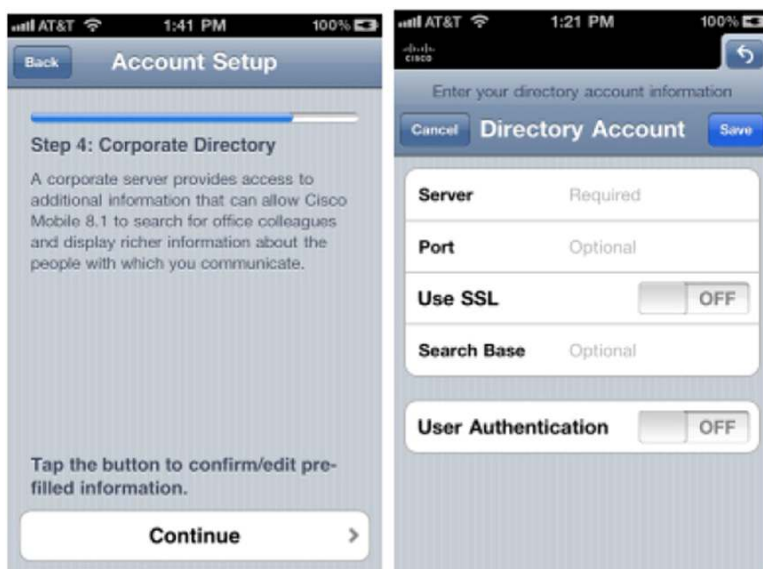 AT&T 1:41 PM 100%
Back Account Setup
Step 4: Corporate Directory
A corporate server provides access to
additional information that can allow Cisco
Mobile 8.1 to search for office colleagues
and display richer information about the
people with which you communicate.
Tap the button to confirm/edit pre-
filled information.
Continue
AT&T 1:21 PM 100%
CISCO
Enter your directory account information
Cancel Directory Account Save
Server Required
Port Optional
Use SSL OFF
Search Base Optional
User Authentication OFF